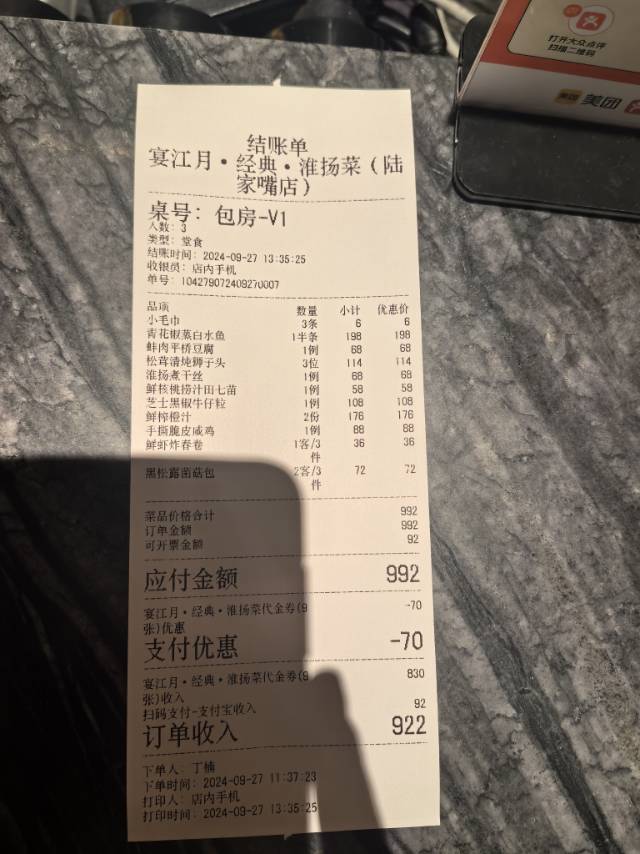 打开大众点评
扫描二维码
美团
结账单
宴江月·经典·淮扬菜(陆
家嘴店)
桌号: 包房-V1
人数: 3
类型: 堂食
结账时间: 2024-09-27 13:35:25
收银员: 店内手机
单号: 104279072409270007
品项 数量 小计 优惠价
小毛巾 3条 6 6
青花椒蒸白水鱼 1半条 198 198
鲜肉平桥豆腐 1例 68 68
松茸清炖狮子头 3位 114 114
淮扬煮干丝 1例 68 68
鲜核桃捞汁田七苗 1例 58 58
芝士黑椒牛仔粒 1例 108 108
鲜榨橙汁 2份 176 176
手撕脆皮咸鸡 1例 88 88
鲜虾炸春卷 1客/3 36 36
件
黑松露菌菇包 2客/3 72 72
件
菜品价格合计 992
订单金额 992
可开票金额 92
应付金额 992
宴江月·经典·淮扬菜代金券(9 -70
张)优惠
支付优惠 -70
宴江月·经典·淮扬菜代金券(9 830
张)收入
扫码支付-支付宝收入 92
订单收入 922
下单人: 丁楠
下单时间: 2024-09-27 11:37:23
打印人: 店内手机
打印时间: 2024-09-27 13:35:25